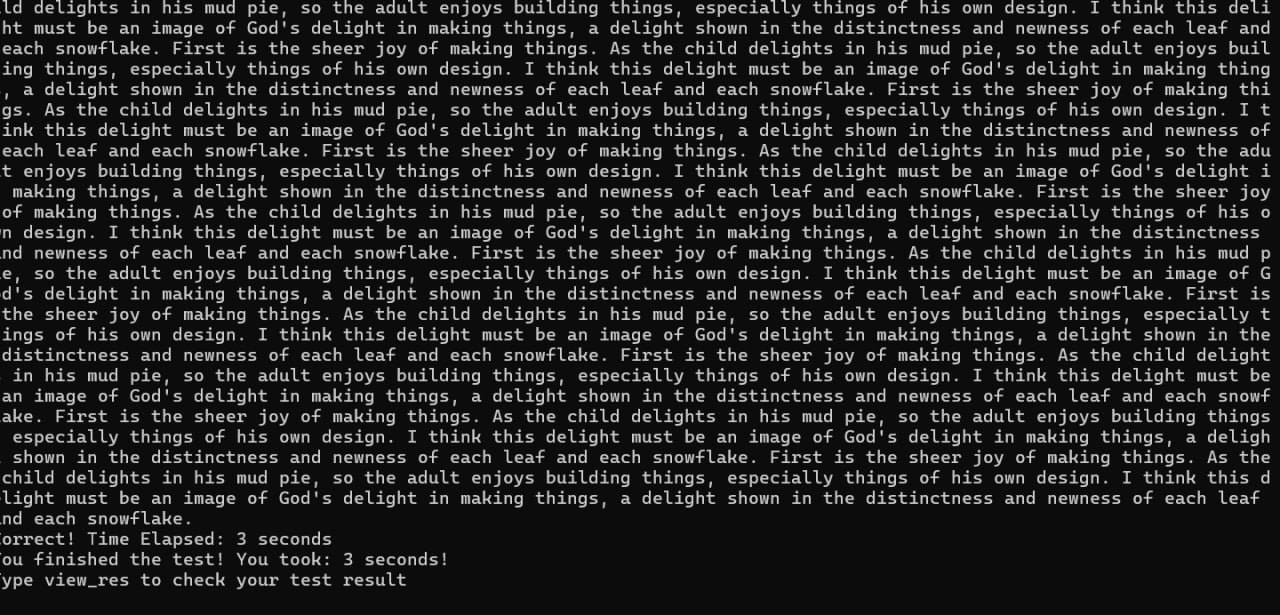 ld delights in his mud pie, so the adult enjoys building things, especially things of his own design. I think this deli
ht must be an image of God's delight in making things, a delight shown in the distinctness and newness of each leaf and
each snowflake. First is the sheer joy of making things. As the child delights in his mud pie, so the adult enjoys buil
ing things, especially things of his own design. I think this delight must be an image of God's delight in making thing
, a delight shown in the distinctness and newness of each leaf and each snowflake. First is the sheer joy of making thi
gs. As the child delights in his mud pie, so the adult enjoys building things, especially things of his own design. I t
ink this delight must be an image of God's delight in making things, a delight shown in the distinctness and newness of
each leaf and each snowflake. First is the sheer joy of making things. As the child delights in his mud pie, so the adu
t enjoys building things, especially things of his own design. I think this delight must be an image of God's delight i
making things, a delight shown in the distinctness and newness of each leaf and each snowflake. First is the sheer joy
of making things. As the child delights in his mud pie, so the adult enjoys building things, especially things of his o
n design. I think this delight must be an image of God's delight in making things, a delight shown in the distinctness
nd newness of each leaf and each snowflake. First is the sheer joy of making things. As the child delights in his mud p
e, so the adult enjoys building things, especially things of his own design. I think this delight must be an image of G
d's delight in making things, a delight shown in the distinctness and newness of each leaf and each snowflake. First is
the sheer joy of making things. As the child delights in his mud pie, so the adult enjoys building things, especially t
ings of his own design. I think this delight must be an image of God's delight in making things, a delight shown in the
distinctness and newness of each leaf and each snowflake. First is the sheer joy of making things. As the child delight
in his mud pie, so the adult enjoys building things, especially things of his own design. I think this delight must be
an image of God's delight in making things, a delight shown in the distinctness and newness of each leaf and each snowf
ake. First is the sheer joy of making things. As the child delights in his mud pie, so the adult enjoys building things
especially things of his own design. I think this delight must be an image of God's delight in making things, a deligh
shown in the distinctness and newness of each leaf and each snowflake. First is the sheer joy of making things. As the
child delights in his mud pie, so the adult enjoys building things, especially things of his own design. I think this d
light must be an image of God's delight in making things, a delight shown in the distinctness and newness of each leaf
nd each snowflake.
orrect! Time Elapsed: 3 seconds
ou finished the test! You took: 3 seconds!
ype view_res to check your test result